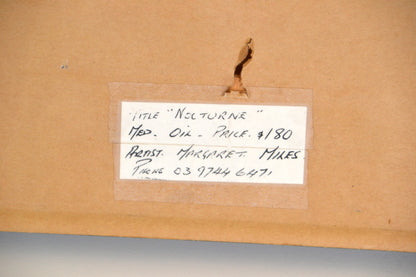 TITLE "NOCTURNE"
MED. OIL - PRICE. $180
ARTIST. MARGARET MILES.
PHONE 03 9744 6471